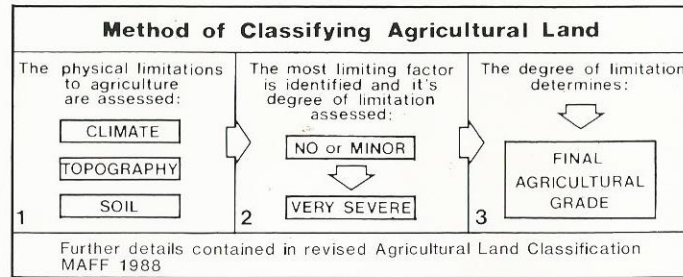 Method of Classifying Agricultural Land
The physical limitations
to agriculture
are assessed:
CLIMATE
TOPOGRAPHY
SOIL
1
The most limiting factor
is identified and it's
degree of limitation
assessed:
NO or MINOR
VERY SEVERE
2
The degree of limitation
determines:
FINAL
AGRICULTURAL
GRADE
3
Further details contained in revised Agricultural Land Classification
MAFF 1988